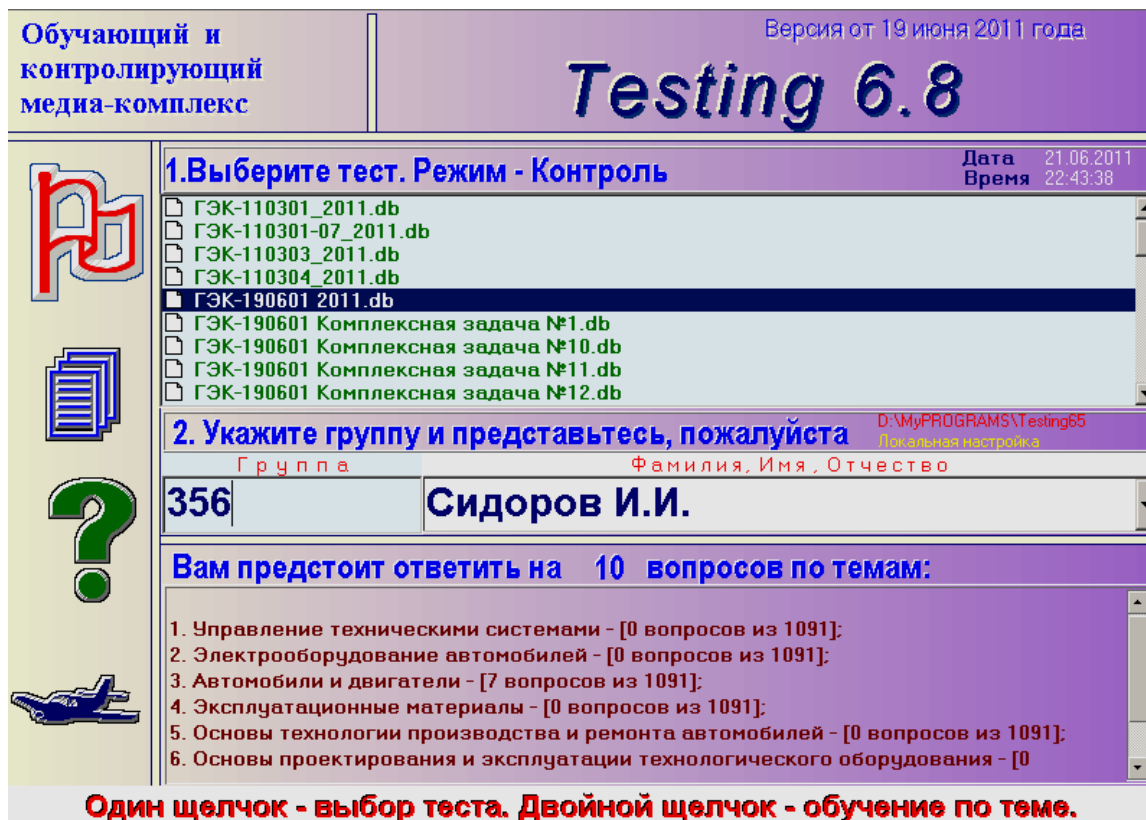 Обучающий и
контролирующий
медиа-комплекс
Версия от 19 июня 2011 года
Testing 6.8
1.Выберите тест. Режим - Контроль
Дата 21.06.2011
Время 22:43:38
ГЭК-110301_2011.db
ГЭК-110301-07_2011.db
ГЭК-110303_2011.db
ГЭК-110304_2011.db
ГЭК-190601 2011.db
ГЭК-190601 Комплексная задача №1.db
ГЭК-190601 Комплексная задача №10.db
ГЭК-190601 Комплексная задача №11.db
ГЭК-190601 Комплексная задача №12.db
2. Укажите группу и представьтесь, пожалуйста
D:\MyPROGRAMS\Testing65
Локальная настройка
Группа Фамилия, Имя, Отчество
356 Сидоров И.И.
Вам предстоит ответить на 10 вопросов по темам:
1. Управление техническими системами - [0 вопросов из 1091];
2. Электрооборудование автомобилей - [0 вопросов из 1091];
3. Автомобили и двигатели - [7 вопросов из 1091];
4. Эксплуатационные материалы - [0 вопросов из 1091];
5. Основы технологии производства и ремонта автомобилей - [0 вопросов из 1091];
6. Основы проектирования и эксплуатации технологического оборудования - [0
Один щелчок - выбор теста. Двойной щелчок - обучение по теме.